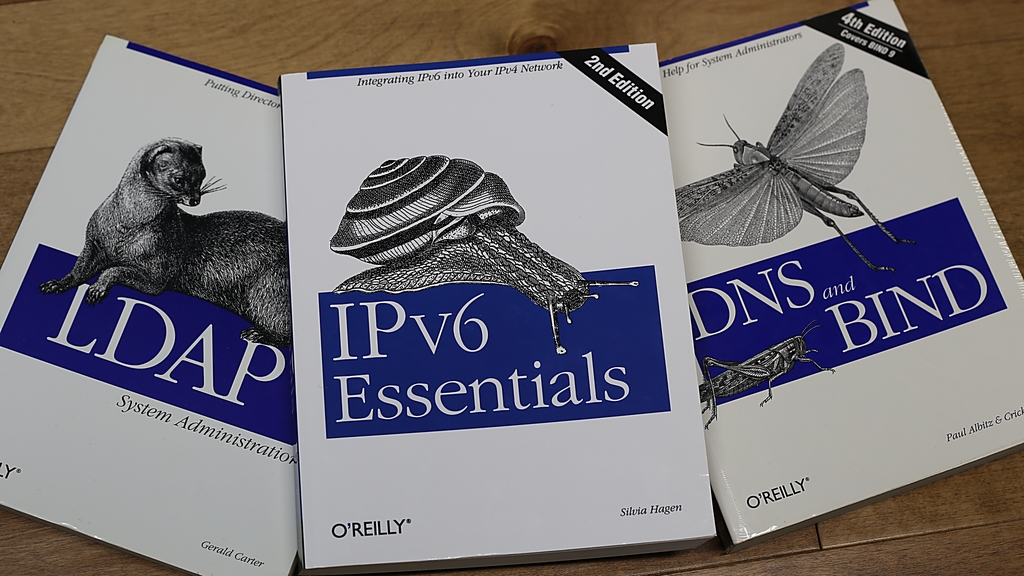 Putting Director
LDAP
System Administration
LY®
Gerald Carter
Integrating IPv6 into Your IPv4 Network
2nd Edition
IPv6
Essentials
O'REILLY®
Silvia Hagen
Help for System Administrators
4th Edition
Covers BIND 9
DNS and
BIND
Paul Albitz & Crick
O'REILLY®